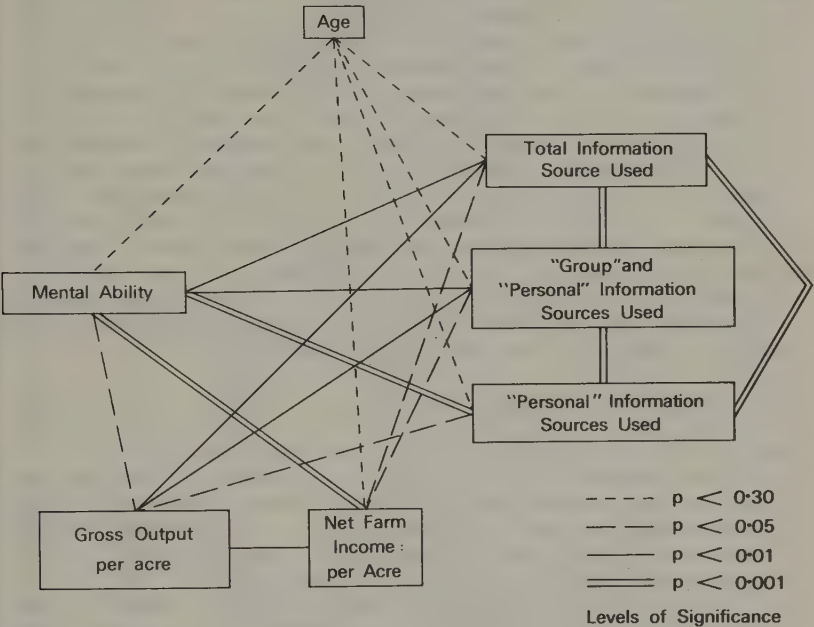 Age
Total Information
Source Used
Mental Ability
"Group" and
"Personal" Information
Sources Used
"Personal" Information
Sources Used
Gross Output
per acre
Net Farm
Income :
per Acre
p < 0·30
p < 0·05
p < 0·01
p < 0·001
Levels of Significance